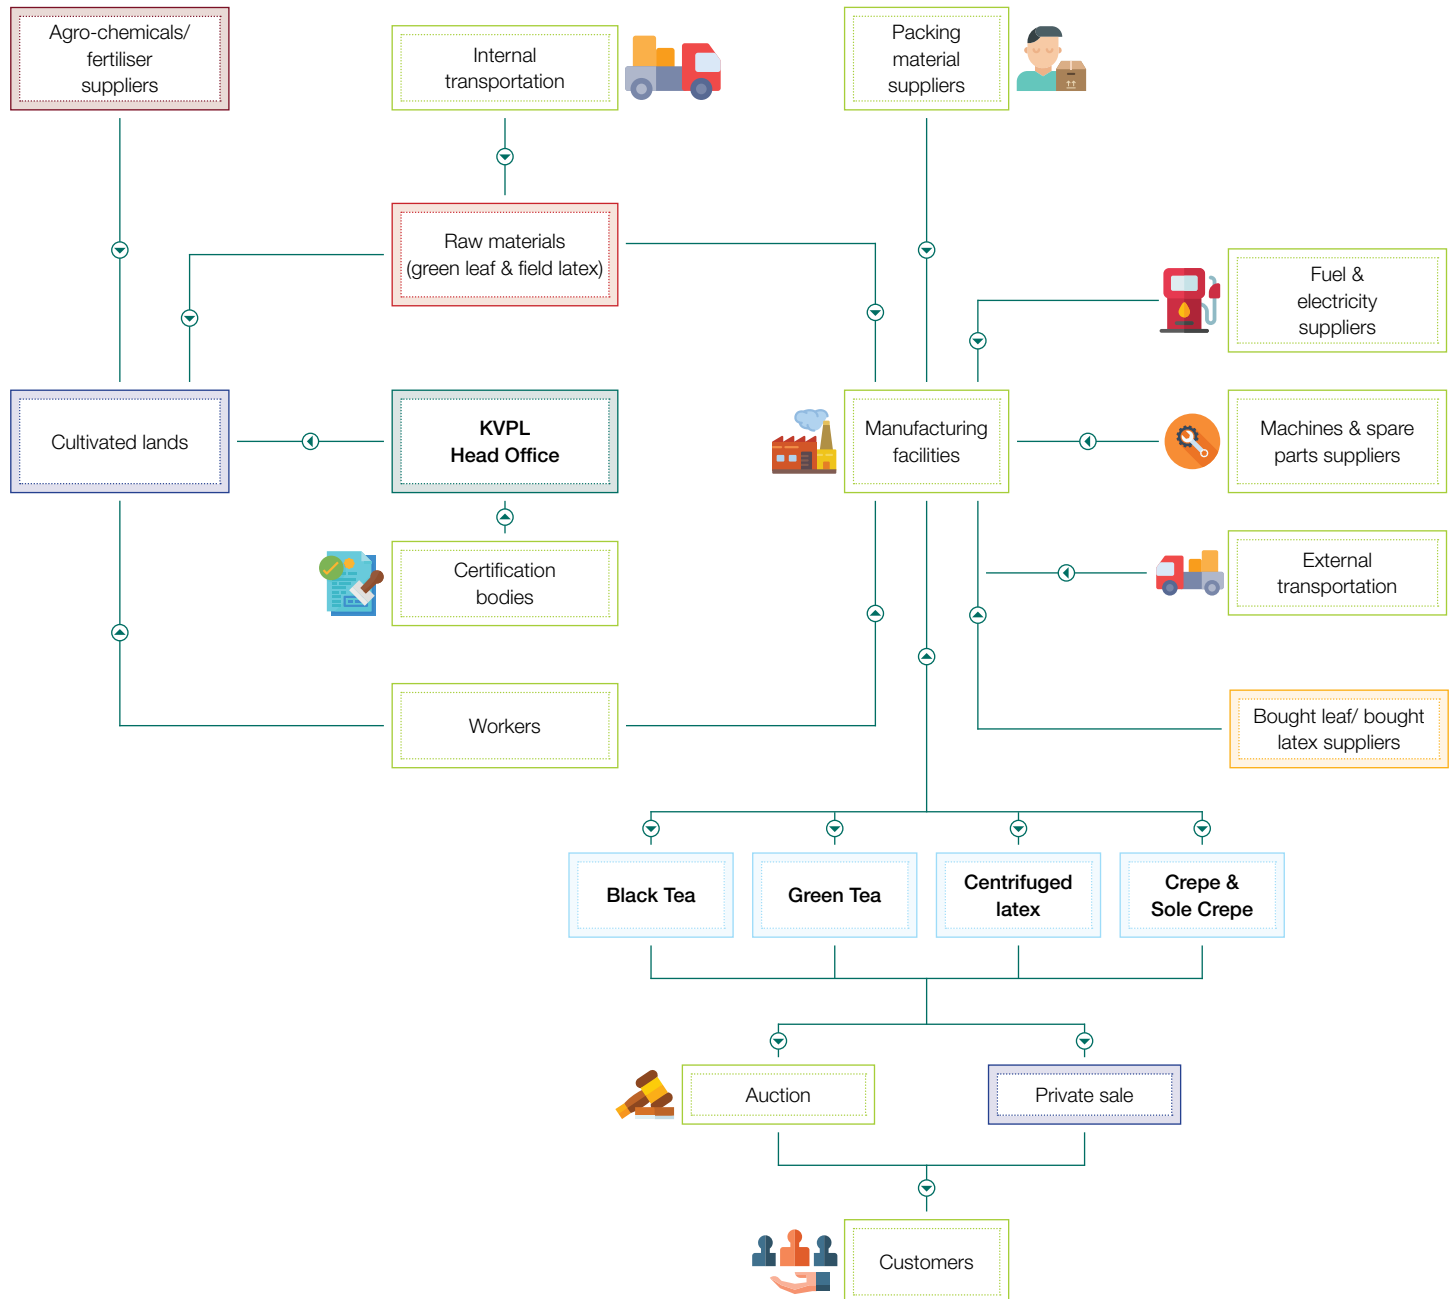 Agro-chemicals/
fertiliser
suppliers
Internal
transportation
Packing
material
suppliers
Raw materials
(green leaf & field latex)
Fuel &
electricity
suppliers
Cultivated lands
KVPL
Head Office
Manufacturing
facilities
Machines & spare
parts suppliers
Certification
bodies
External
transportation
Workers
Bought leaf/ bought
latex suppliers
Black Tea
Green Tea
Centrifuged
latex
Crepe &
Sole Crepe
Auction
Private sale
Customers